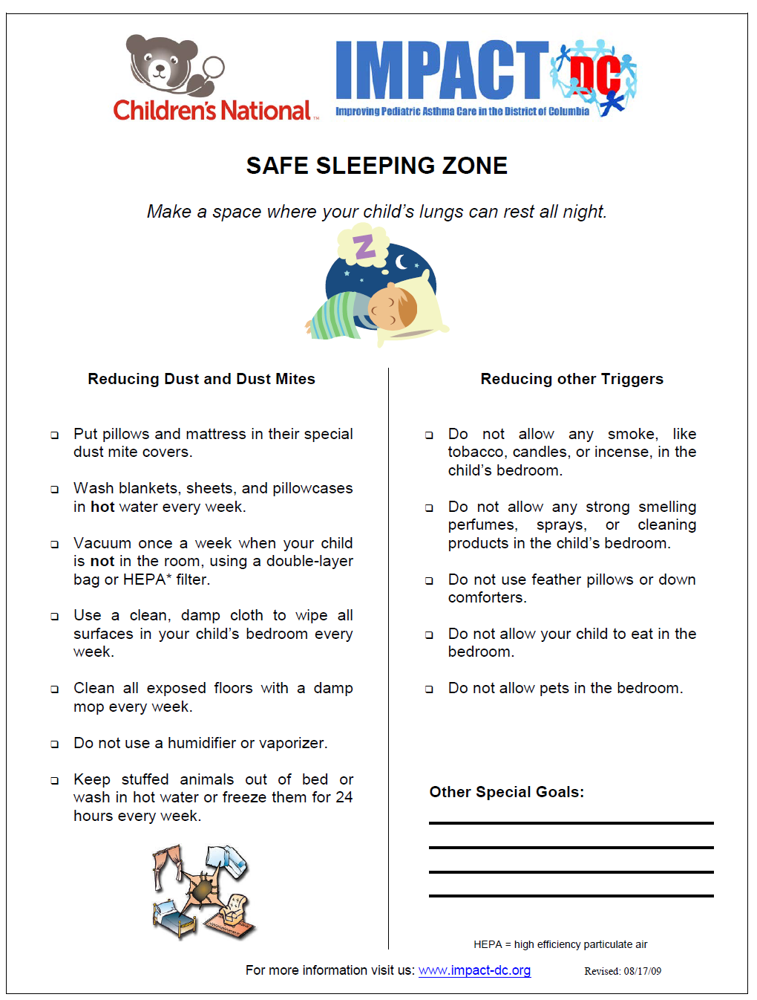 Children's National ™
IMPACT DC
Improving Pediatric Asthma Care in the District of Columbia
SAFE SLEEPING ZONE
Make a space where your child's lungs can rest all night.
Z
Reducing Dust and Dust Mites
❑ Put pillows and mattress in their special
dust mite covers.
❑ Wash blankets, sheets, and pillowcases
in hot water every week.
❑ Vacuum once a week when your child
is not in the room, using a double-layer
bag or HEPA* filter.
❑ Use a clean, damp cloth to wipe all
surfaces in your child's bedroom every
week.
❑ Clean all exposed floors with a damp
mop every week.
❑ Do not use a humidifier or vaporizer.
❑ Keep stuffed animals out of bed or
wash in hot water or freeze them for 24
hours every week.
Reducing other Triggers
❑ Do not allow any smoke, like
tobacco, candles, or incense, in the
child's bedroom.
❑ Do not allow any strong smelling
perfumes, sprays, or cleaning
products in the child's bedroom.
❑ Do not use feather pillows or down
comforters.
❑ Do not allow your child to eat in the
bedroom.
❑ Do not allow pets in the bedroom.
Other Special Goals:
HEPA = high efficiency particulate air
For more information visit us: www.impact-dc.org Revised: 08/17/09